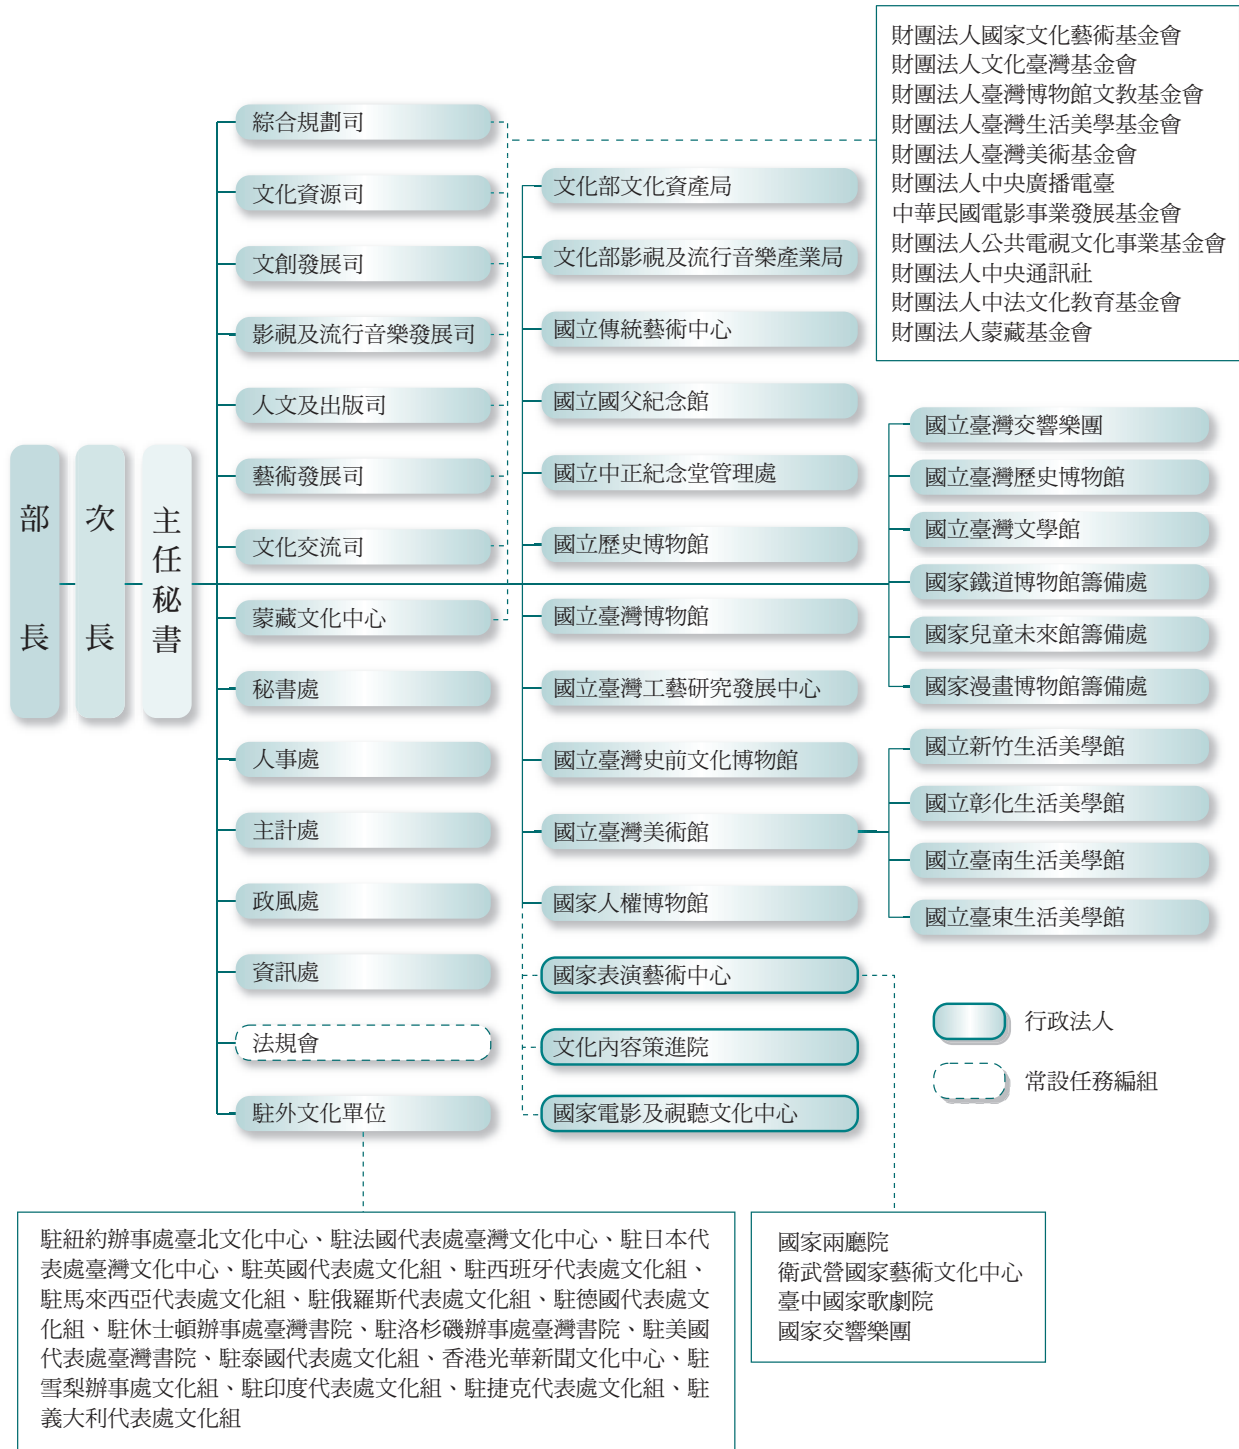 部長
次長
主任秘書
綜合規劃司
文化資源司
文創發展司
影視及流行音樂發展司
人文及出版司
藝術發展司
文化交流司
蒙藏文化中心
秘書處
人事處
主計處
政風處
資訊處
法規會
駐外文化單位
文化部文化資產局
文化部影視及流行音樂產業局
國立傳統藝術中心
國立國父紀念館
國立中正紀念堂管理處
國立歷史博物館
國立臺灣博物館
國立臺灣工藝研究發展中心
國立臺灣史前文化博物館
國立臺灣美術館
國家人權博物館
國家表演藝術中心
文化內容策進院
國家電影及視聽文化中心
財團法人國家文化藝術基金會
財團法人文化臺灣基金會
財團法人臺灣博物館文教基金會
財團法人臺灣生活美學基金會
財團法人臺灣美術基金會
財團法人中央廣播電臺
中華民國電影事業發展基金會
財團法人公共電視文化事業基金會
財團法人中央通訊社
財團法人中法文化教育基金會
財團法人蒙藏基金會
國立臺灣交響樂團
國立臺灣歷史博物館
國立臺灣文學館
國家鐵道博物館籌備處
國家兒童未來館籌備處
國家漫畫博物館籌備處
國立新竹生活美學館
國立彰化生活美學館
國立臺南生活美學館
國立臺東生活美學館
行政法人
常設任務編組
駐紐約辦事處臺北文化中心、駐法國代表處臺灣文化中心、駐日本代
表處臺灣文化中心、駐英國代表處文化組、駐西班牙代表處文化組、
駐馬來西亞代表處文化組、駐俄羅斯代表處文化組、駐德國代表處文
化組、駐休士頓辦事處臺灣書院、駐洛杉磯辦事處臺灣書院、駐美國
代表處臺灣書院、駐泰國代表處文化組、香港光華新聞文化中心、駐
雪梨辦事處文化組、駐印度代表處文化組、駐捷克代表處文化組、駐
義大利代表處文化組
國家兩廳院
衛武營國家藝術文化中心
臺中國家歌劇院
國家交響樂團